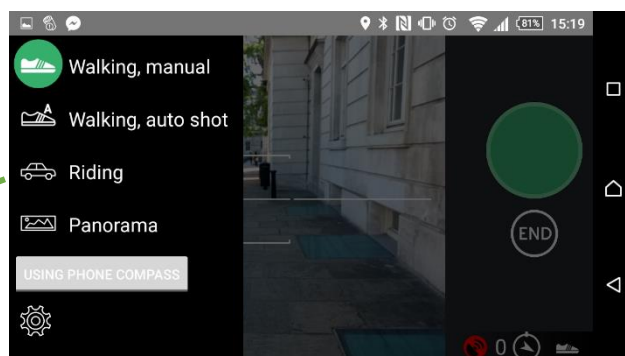 81% 15:19
Walking, manual
A
Walking, auto shot
Riding
Panorama
USING PHONE COMPASS
END
0